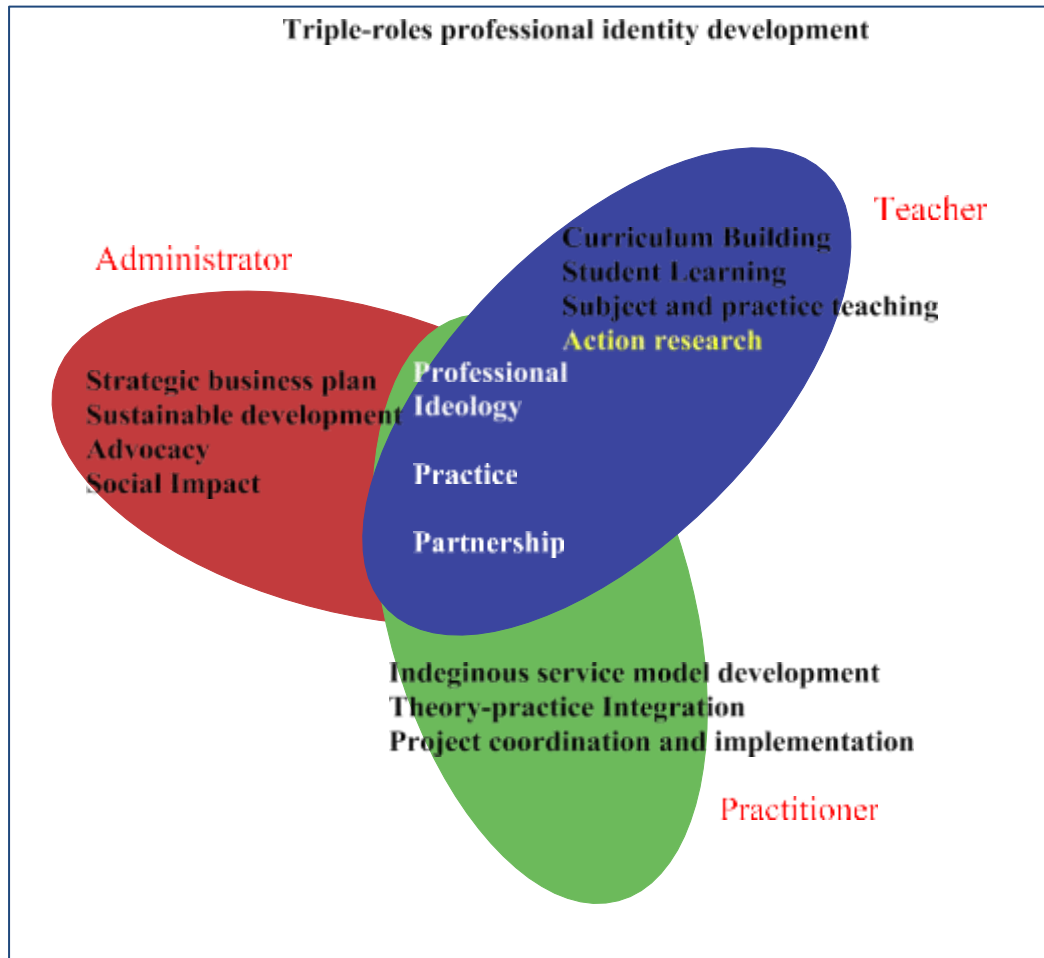 Triple-roles professional identity development
Teacher
Curriculum Building
Student Learning
Subject and practice teaching
Action research
Administrator
Strategic business plan
Sustainable development
Advocacy
Social Impact
Professional
Ideology
Practice
Partnership
Indeginous service model development
Theory-practice Integration
Project coordination and implementation
Practitioner